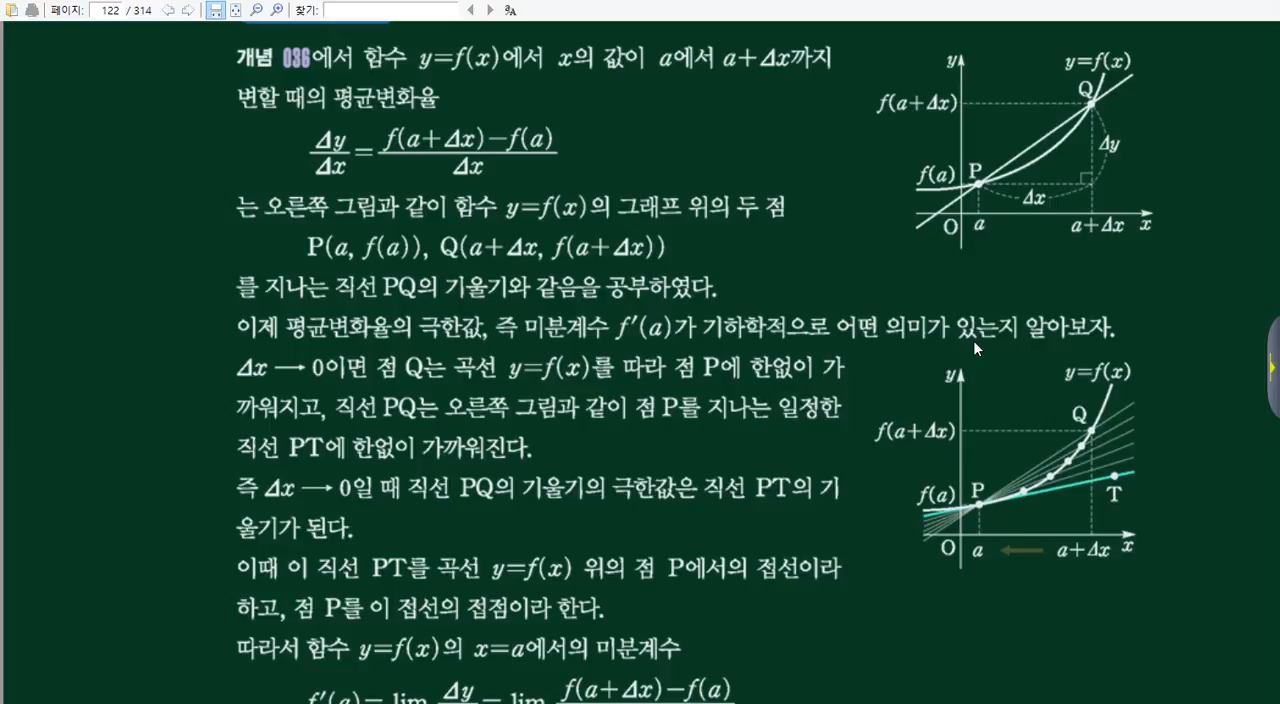 페이지: 122 / 314 찾기:
개념 036에서 함수 y=f(x)에서 x의 값이 a에서 a+Δx까지
변할 때의 평균변화율
Δy/Δx = f(a+Δx)-f(a)/Δx
는 오른쪽 그림과 같이 함수 y=f(x)의 그래프 위의 두 점
P(a, f(a)), Q(a+Δx, f(a+Δx))
를 지나는 직선 PQ의 기울기와 같음을 공부하였다.
y y=f(x)
f(a+Δx) Q
Δy
f(a) P
Δx
O a a+Δx x
이제 평균변화율의 극한값, 즉 미분계수 f'(a)가 기하학적으로 어떤 의미가 있는지 알아보자.
Δx → 0이면 점 Q는 곡선 y=f(x)를 따라 점 P에 한없이 가
까워지고, 직선 PQ는 오른쪽 그림과 같이 점 P를 지나는 일정한
직선 PT에 한없이 가까워진다.
즉 Δx → 0일 때 직선 PQ의 기울기의 극한값은 직선 PT의 기
울기가 된다.
이때 이 직선 PT를 곡선 y=f(x) 위의 점 P에서의 접선이라
하고, 점 P를 이 접선의 접점이라 한다.
y y=f(x)
f(a+Δx) Q
f(a) P T
O a a+Δx x
따라서 함수 y=f(x)의 x=a에서의 미분계수
f'(a)= lim Δy = lim f(a+Δx)-f(a)